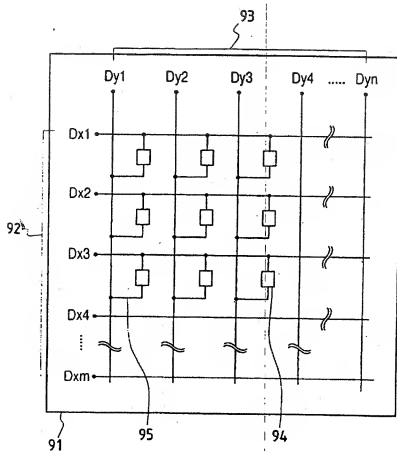 93
Dy1 Dy2 Dy3 Dy4 ..... Dyn
Dx1
Dx2
92
Dx3
Dx4
.....
Dxm
91
95
94